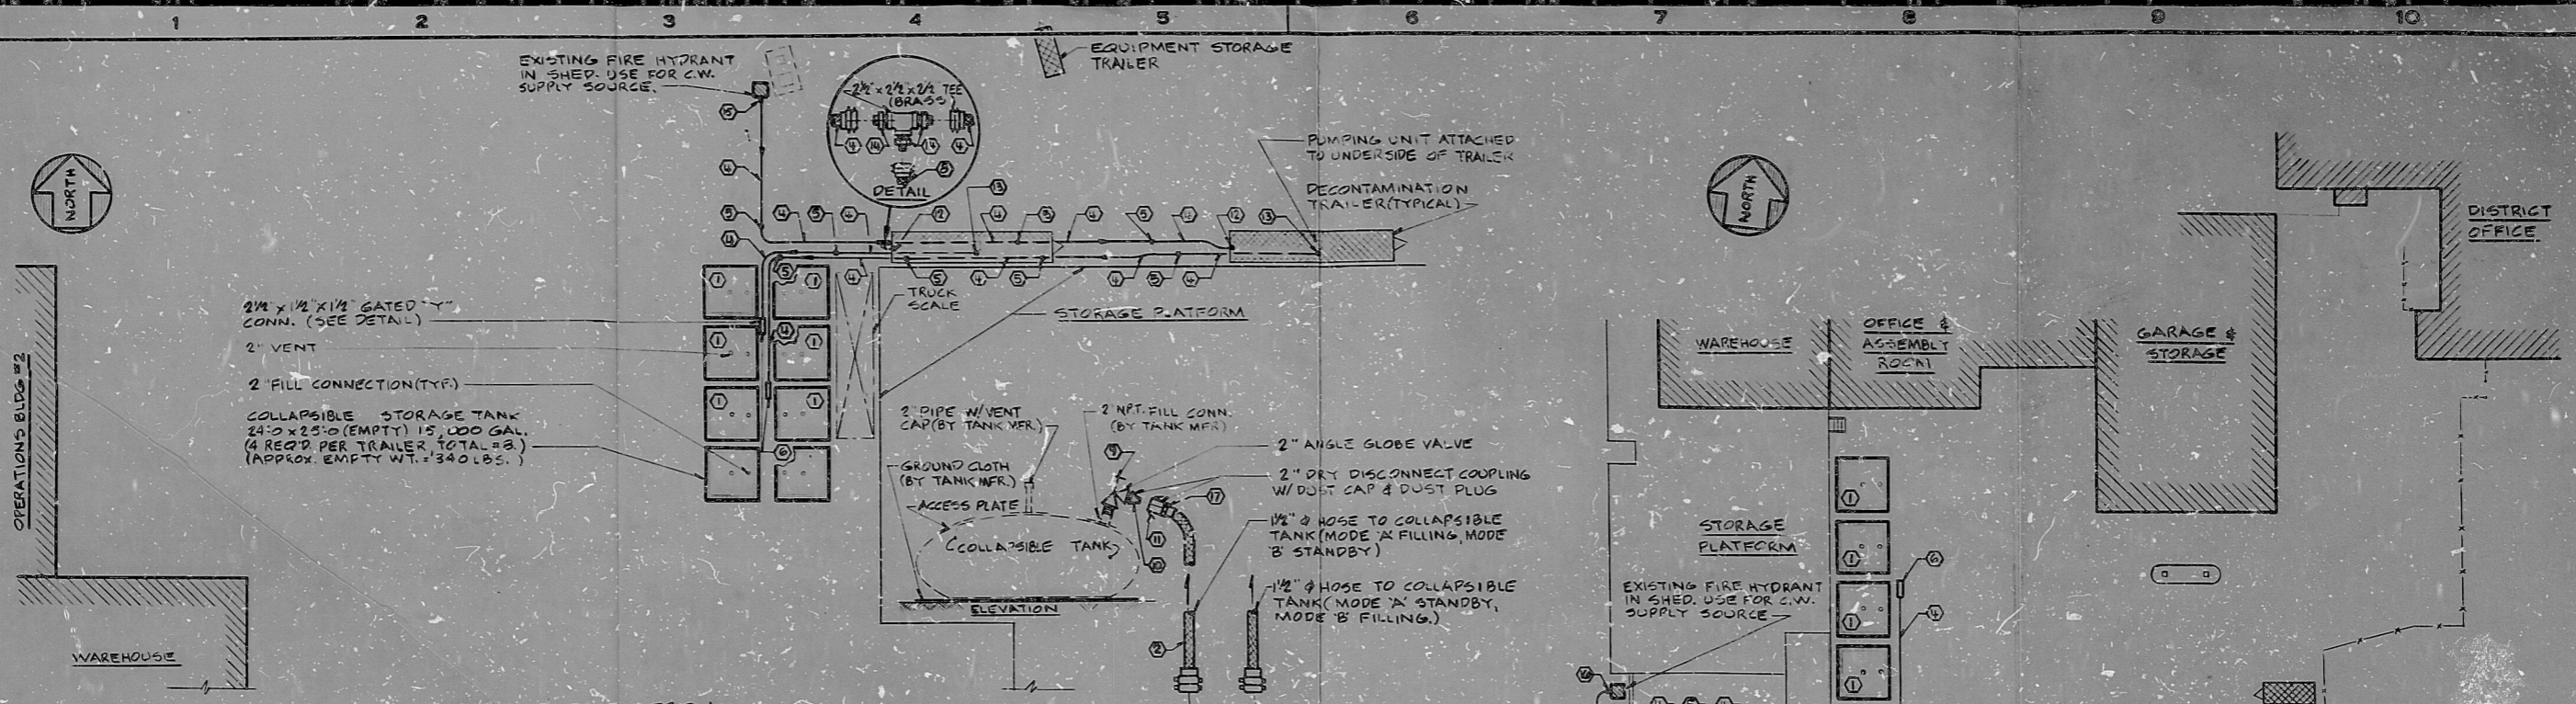 1 2 3 4 5 6 7 8 9 10
EXISTING FIRE HYDRANT
IN SHED. USE FOR C.W.
SUPPLY SOURCE.
EQUIPMENT STORAGE
TRAILER
2½" x 2½ x 2½ TEE
(BRASS)
DETAIL
PUMPING UNIT ATTACHED
TO UNDERSIDE OF TRAILER
DECONTAMINATION
TRAILER (TYPICAL)
NORTH
TRUCK
SCALE
STORAGE PLATFORM
2½" x 1½" x 1½" GATED "Y"
CONN. (SEE DETAIL)
2" VENT
2" FILL CONNECTION (TYP.)
COLLAPSIBLE STORAGE TANK
24'-0 x 25'-0 (EMPTY) 15,000 GAL.
(4 REQ'D PER TRAILER, TOTAL = 8.)
(APPROX. EMPTY WT. = 340 LBS.)
OPERATIONS BLDG #2
WAREHOUSE
2" PIPE W/VENT
CAP (BY TANK MFR.)
2" NPT. FILL CONN.
(BY TANK MFR)
GROUND CLOTH
(BY TANK MFR.)
ACCESS PLATE
COLLAPSIBLE TANK
ELEVATION
2" ANGLE GLOBE VALVE
2" DRY DISCONNECT COUPLING
W/ DUST CAP & DUST PLUG
1½" φ HOSE TO COLLAPSIBLE
TANK (MODE 'A' FILLING, MODE
'B' STANDBY)
1½" φ HOSE TO COLLAPSIBLE
TANK (MODE 'A' STANDBY,
MODE 'B' FILLING.)
NORTH
DISTRICT
OFFICE
WAREHOUSE
OFFICE &
ASSEMBLY
ROOM
GARAGE &
STORAGE
STORAGE
PLATFORM
EXISTING FIRE HYDRANT
IN SHED. USE FOR C.W.
SUPPLY SOURCE